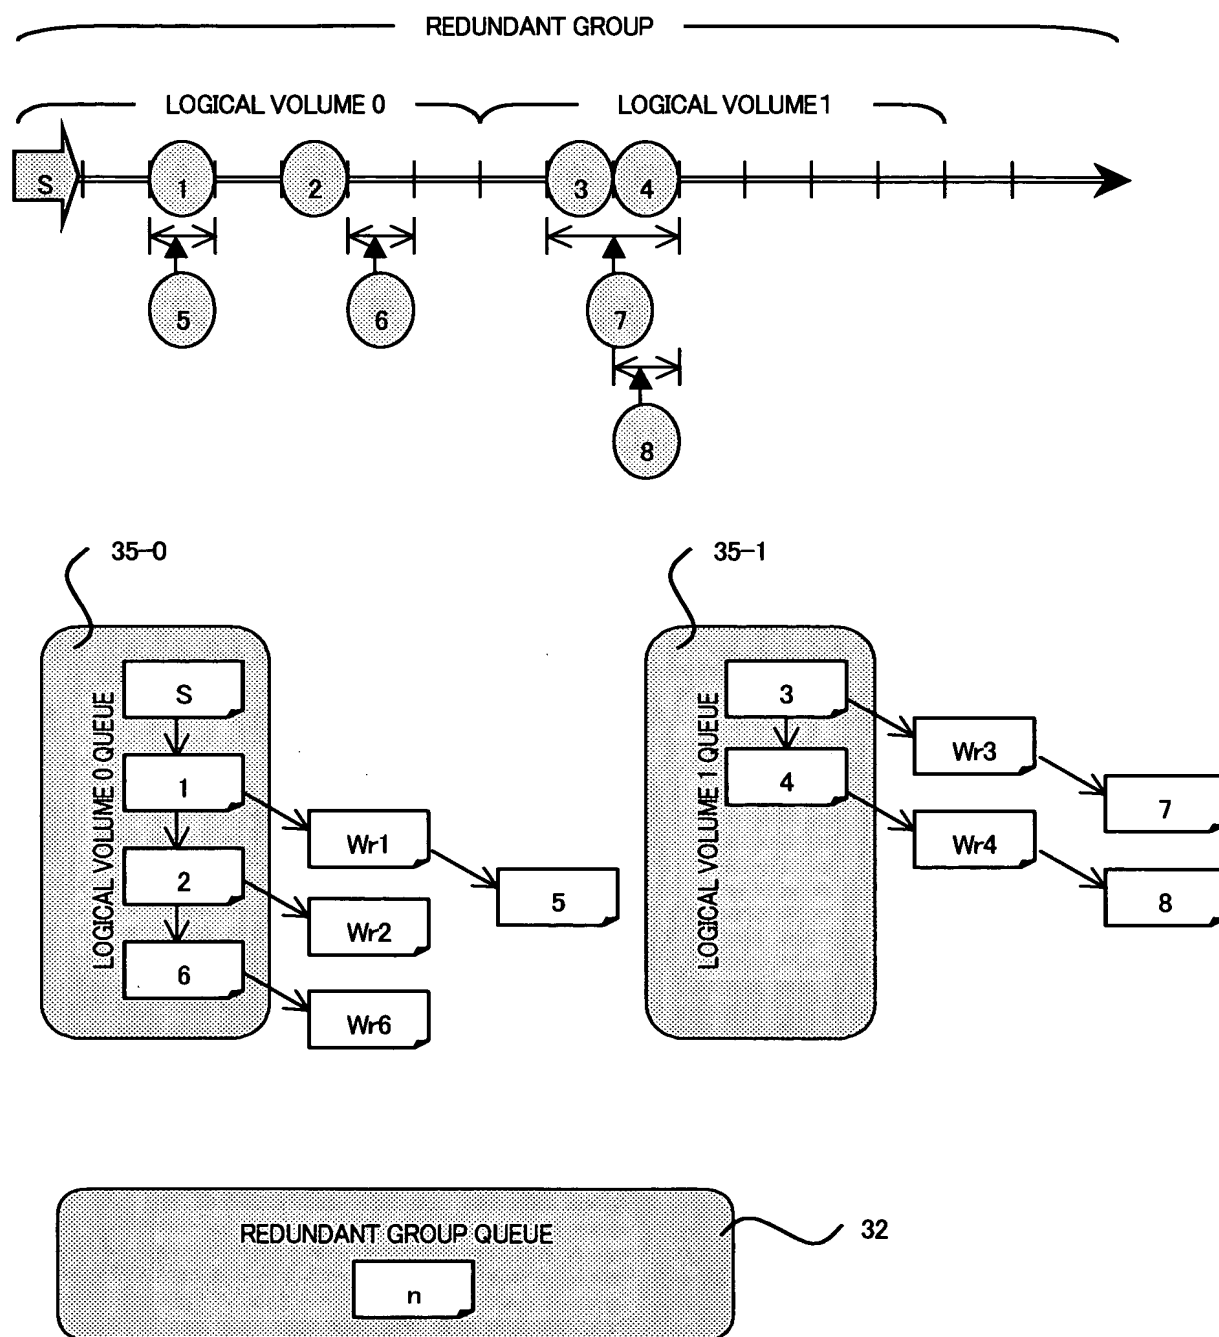 REDUNDANT GROUP
LOGICAL VOLUME 0
LOGICAL VOLUME 1
S
1
2
3
4
5
6
7
8
35-0
35-1
LOGICAL VOLUME 0 QUEUE
S
1
2
6
Wr1
Wr2
Wr6
5
LOGICAL VOLUME 1 QUEUE
3
4
Wr3
Wr4
7
8
REDUNDANT GROUP QUEUE
n
32